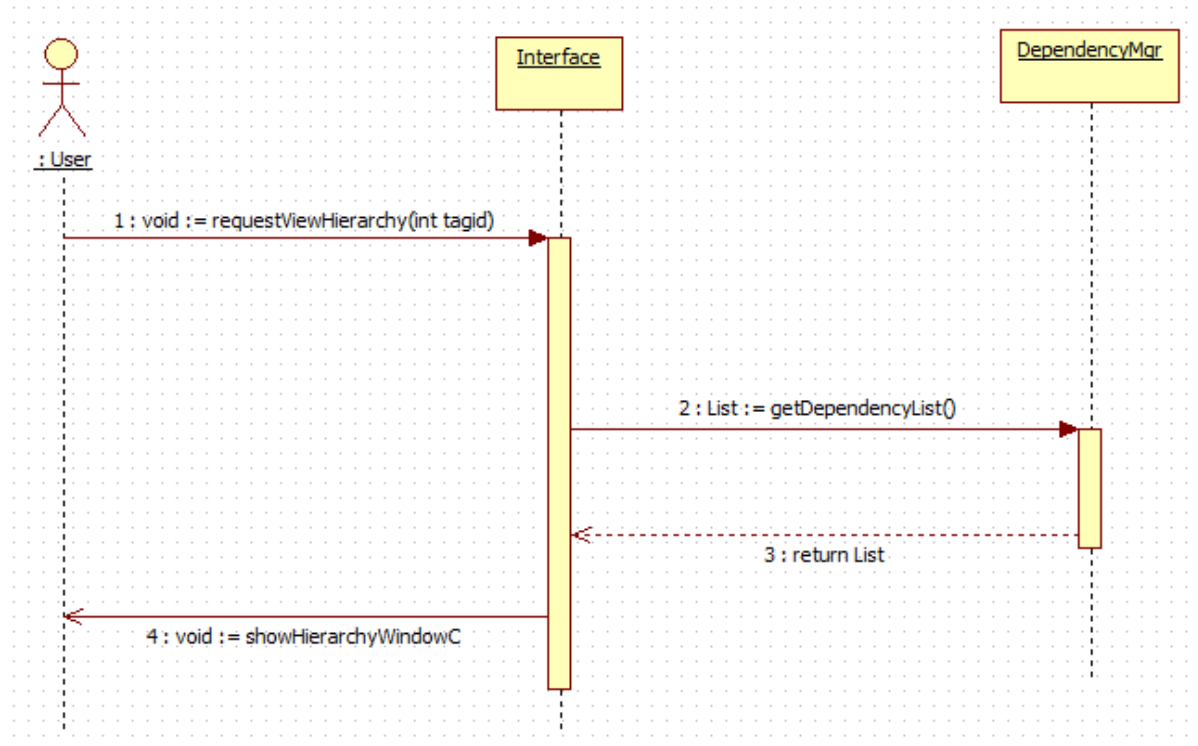 Interface
DependencyMgr
: User
1 : void := requestViewHierarchy(int tagid)
2 : List := getDependencyList()
3 : return List
4 : void := showHierarchyWindowC